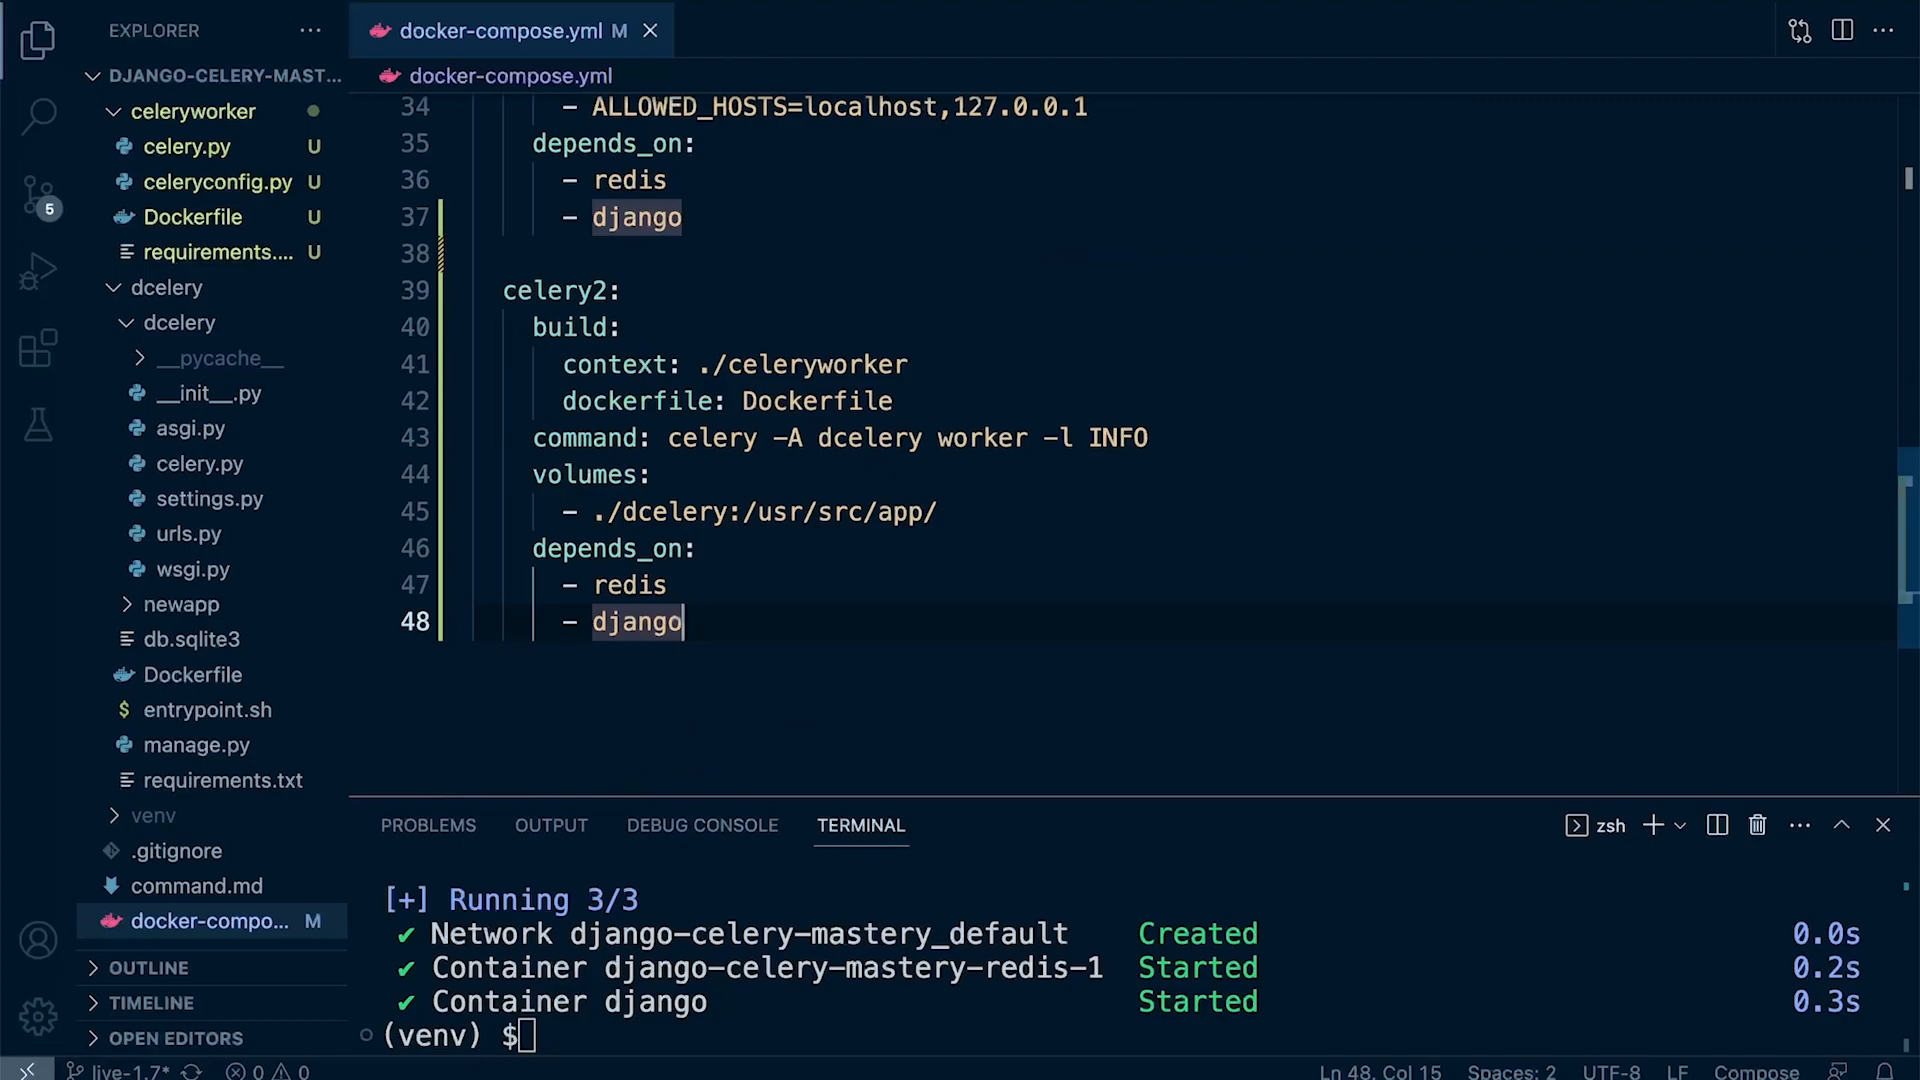 EXPLORER
DJANGO-CELERY-MAST...
celeryworker
celery.py U
celeryconfig.py U
Dockerfile U
requirements.... U
dcelery
dcelery
__pycache__
__init__.py
asgi.py
celery.py
settings.py
urls.py
wsgi.py
newapp
db.sqlite3
Dockerfile
entrypoint.sh
manage.py
requirements.txt
venv
.gitignore
command.md
docker-compo... M
OUTLINE
TIMELINE
OPEN EDITORS
5
docker-compose.yml M
docker-compose.yml
34 - ALLOWED_HOSTS=localhost,127.0.0.1
35 depends_on:
36 - redis
37 - django
38
39 celery2:
40 build:
41 context: ./celeryworker
42 dockerfile: Dockerfile
43 command: celery -A dcelery worker -l INFO
44 volumes:
45 - ./dcelery:/usr/src/app/
46 depends_on:
47 - redis
48 - django
PROBLEMS OUTPUT DEBUG CONSOLE TERMINAL zsh
[+] Running 3/3
✔ Network django-celery-mastery_default Created 0.0s
✔ Container django-celery-mastery-redis-1 Started 0.2s
✔ Container django Started 0.3s
(venv) $
live-1.7* 0 0 Ln 48, Col 15 Spaces: 2 UTF-8 LF Compose